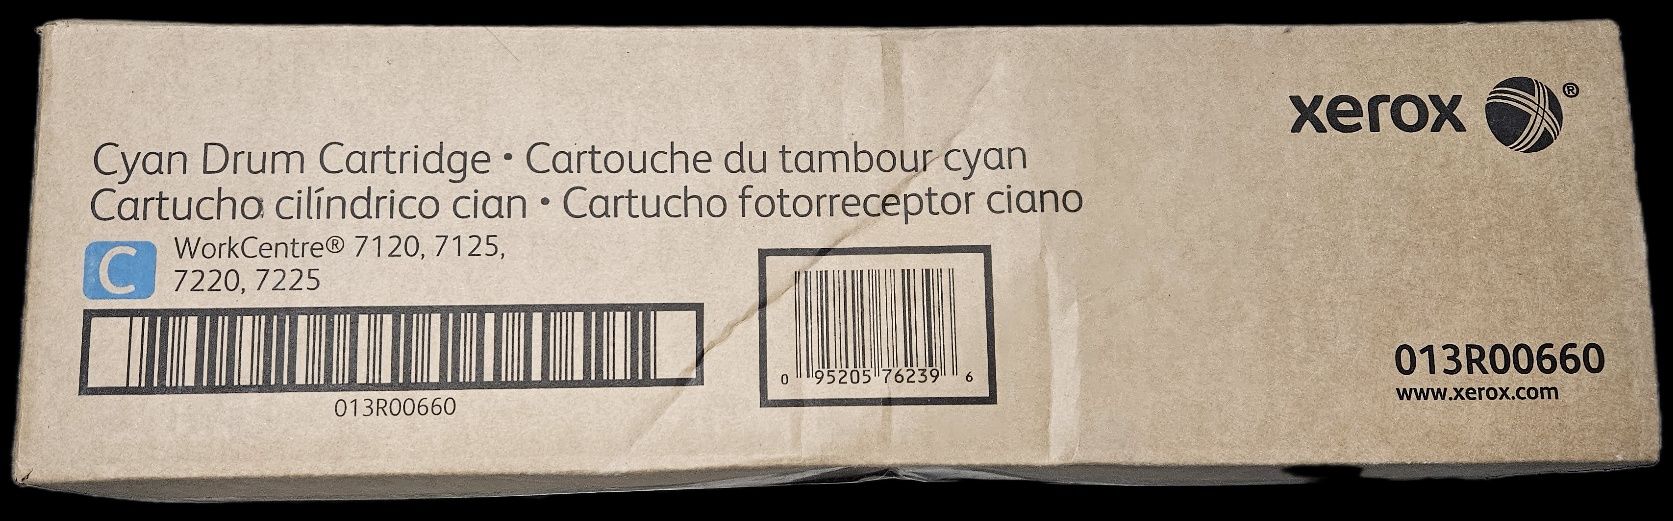 xerox ®
Cyan Drum Cartridge • Cartouche du tambour cyan
Cartucho cilíndrico cian • Cartucho fotorreceptor ciano
C
WorkCentre® 7120, 7125,
7220, 7225
013R00660
0 95205 76239 6
013R00660
www.xerox.com